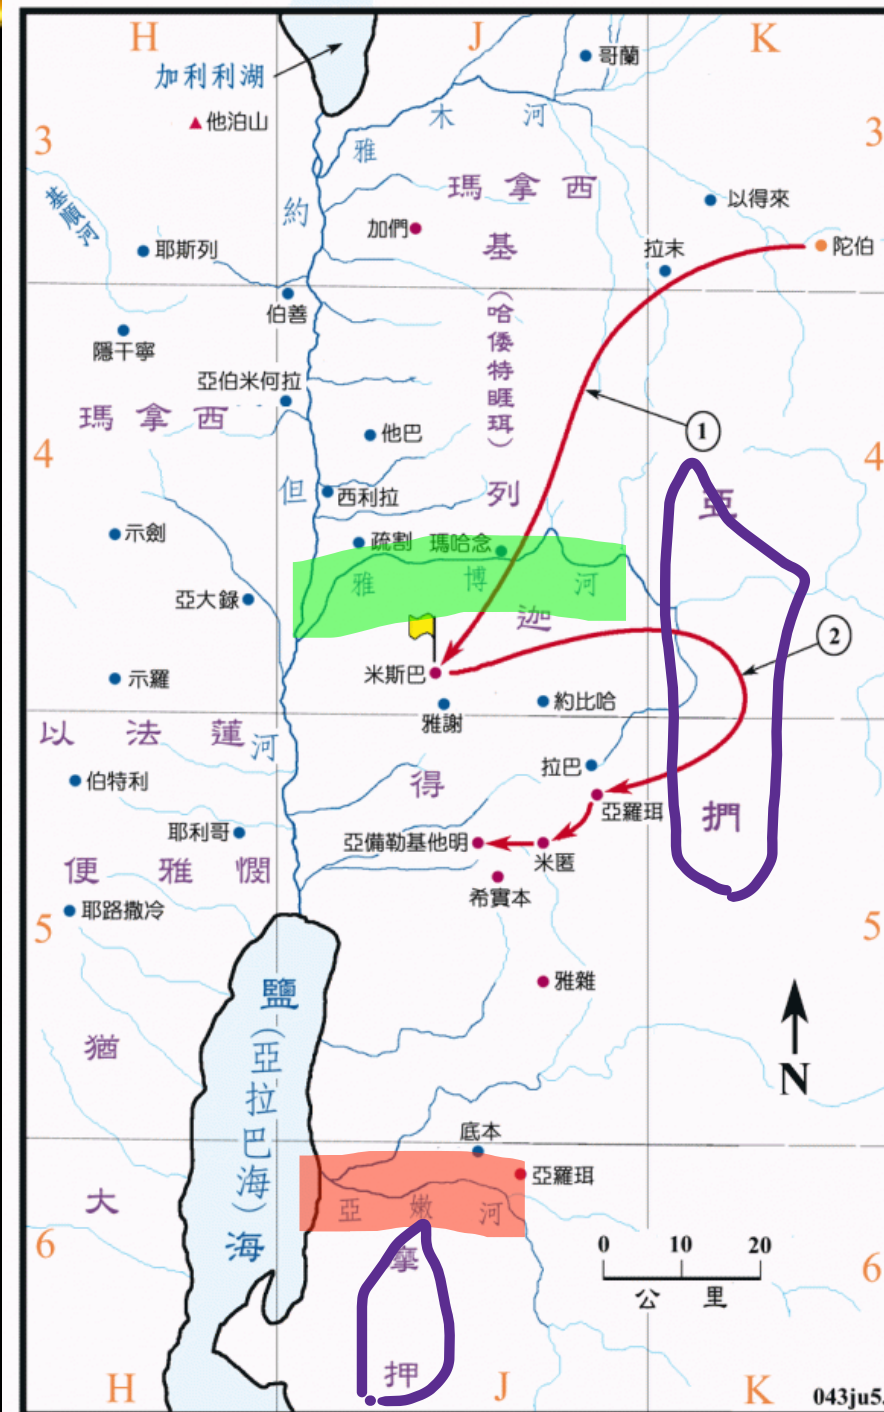 H
J
K
加利利湖
哥蘭
他泊山
雅木河
3
3
基順河
約
瑪拿西
以得來
加們
陀伯
耶斯列
基
拉末
伯善
(哈倭特睚珥)
隱干寧
亞伯米何拉
瑪拿西
1
他巴
4
4
但
西利拉
列
亞
示劍
疏割
瑪哈念
雅博河
亞大錄
迦
2
示羅
米斯巴
約比哈
雅謝
以法蓮
河
拉巴
伯特利
得
亞羅珥
捫
耶利哥
亞備勒基他明
米匿
便雅憫
希實本
耶路撒冷
5
5
雅雜
鹽
(亞拉巴海)
海
猶
N
底本
亞羅珥
大
亞嫩河
6
6
摩
0 10 20
公里
押
H
J
K
043ju5